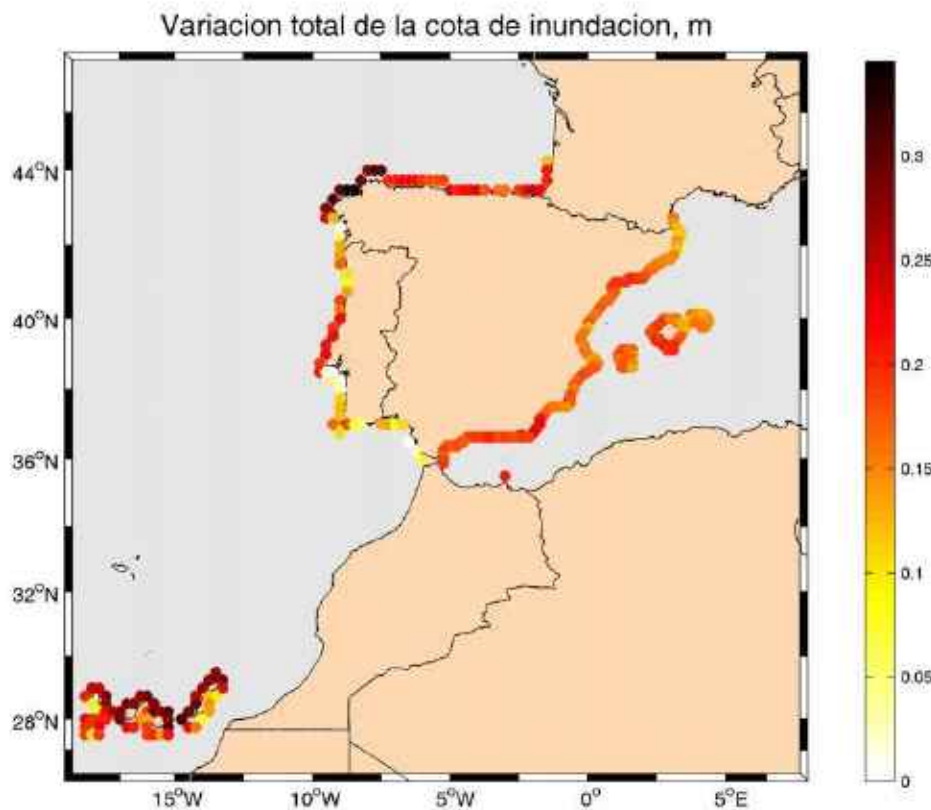 Variacion total de la cota de inundacion, m
44°N
40°N
36°N
32°N
28°N
15°W
10°W
5°W
0°
5°E
0.3
0.25
0.2
0.15
0.1
0.05
0